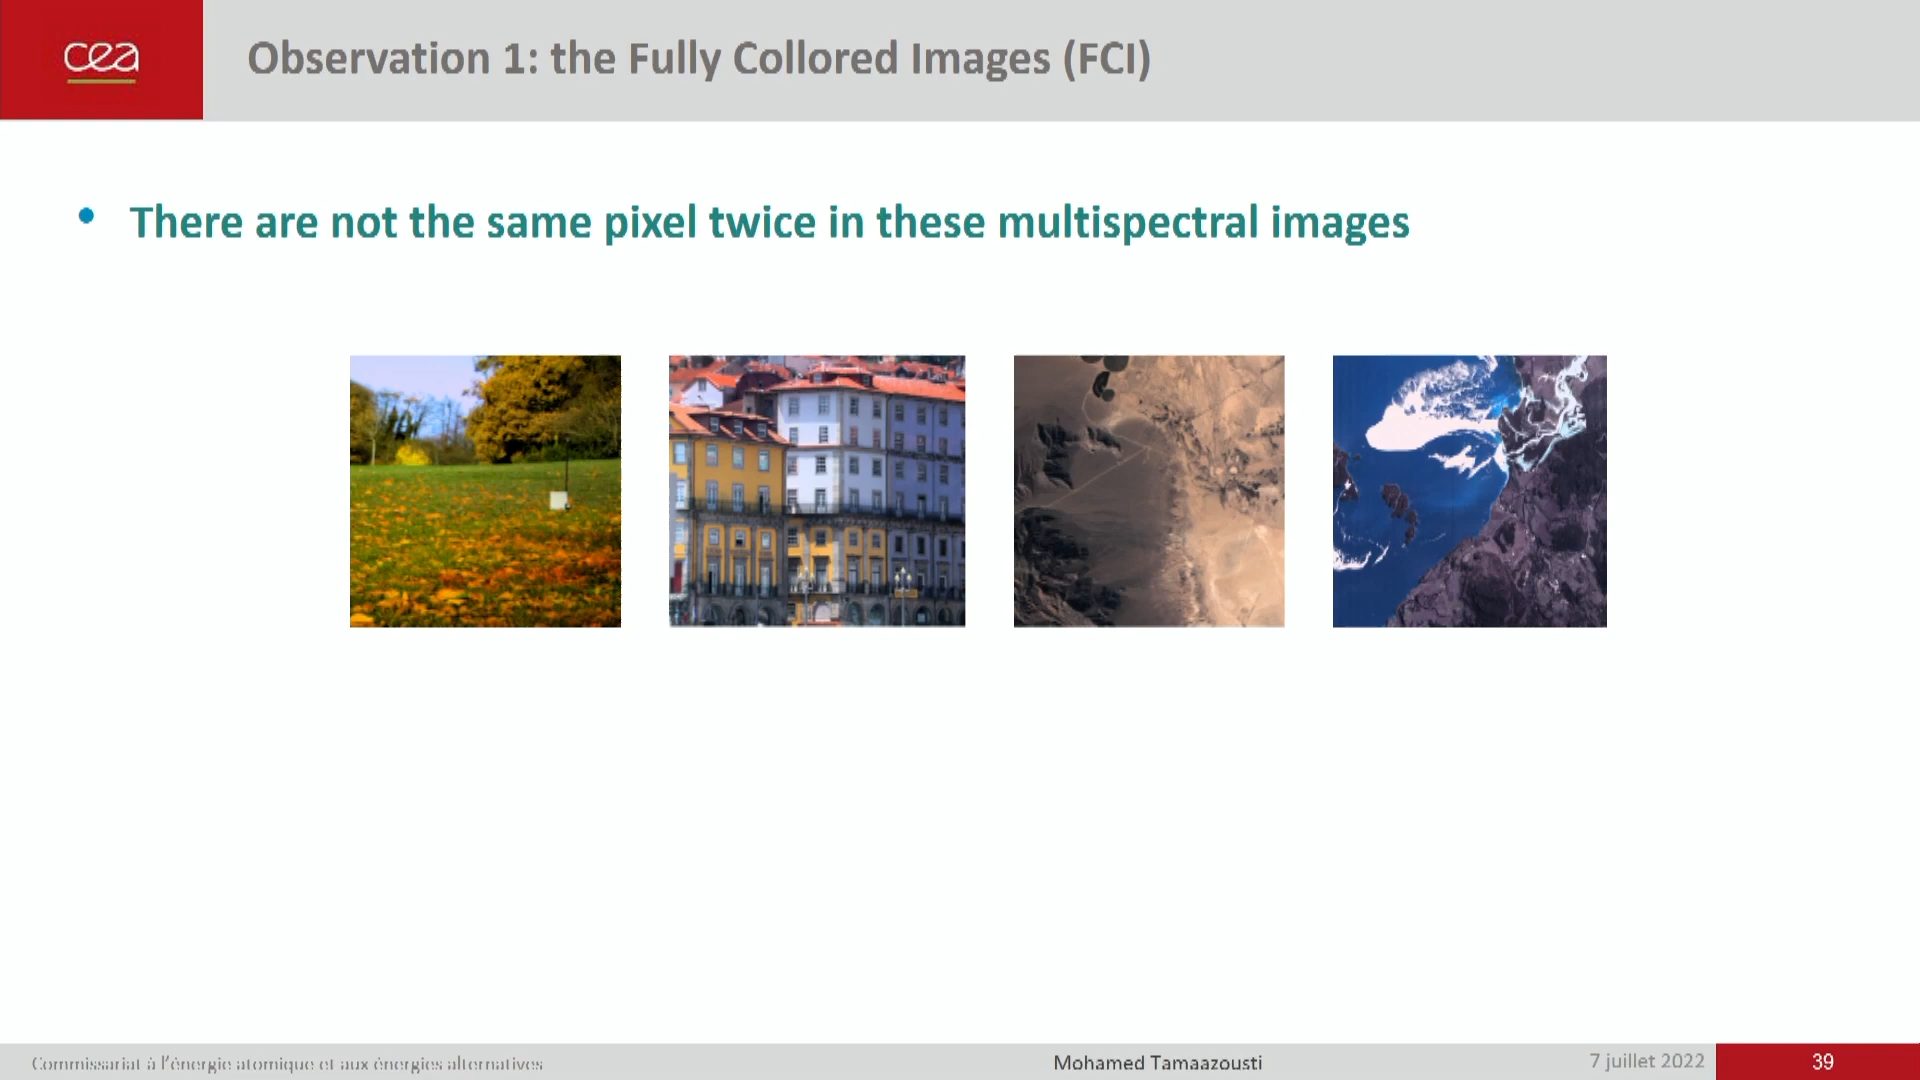 cea
Observation 1: the Fully Collored Images (FCI)
• There are not the same pixel twice in these multispectral images
Commissariat à l'énergie atomique et aux énergies alternatives
Mohamed Tamaazousti
7 juillet 2022
39